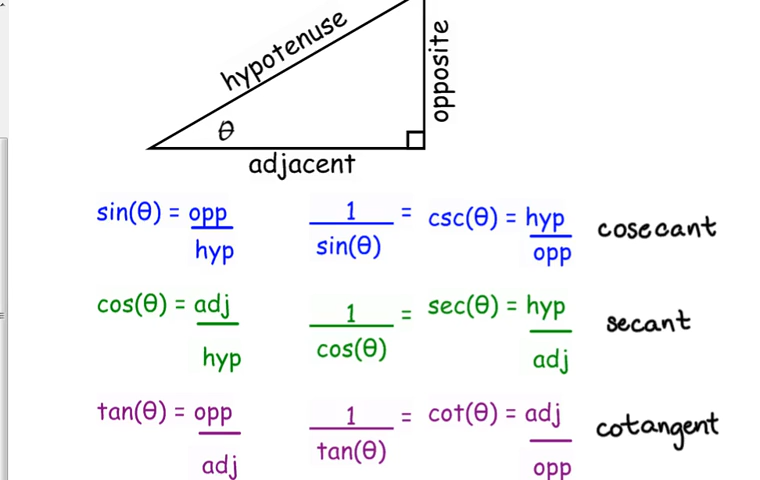 hypotenuse
opposite
θ
adjacent
sin(θ) = opp/hyp 1/sin(θ) = csc(θ) = hyp/opp cosecant
cos(θ) = adj/hyp 1/cos(θ) = sec(θ) = hyp/adj secant
tan(θ) = opp/adj 1/tan(θ) = cot(θ) = adj/opp cotangent